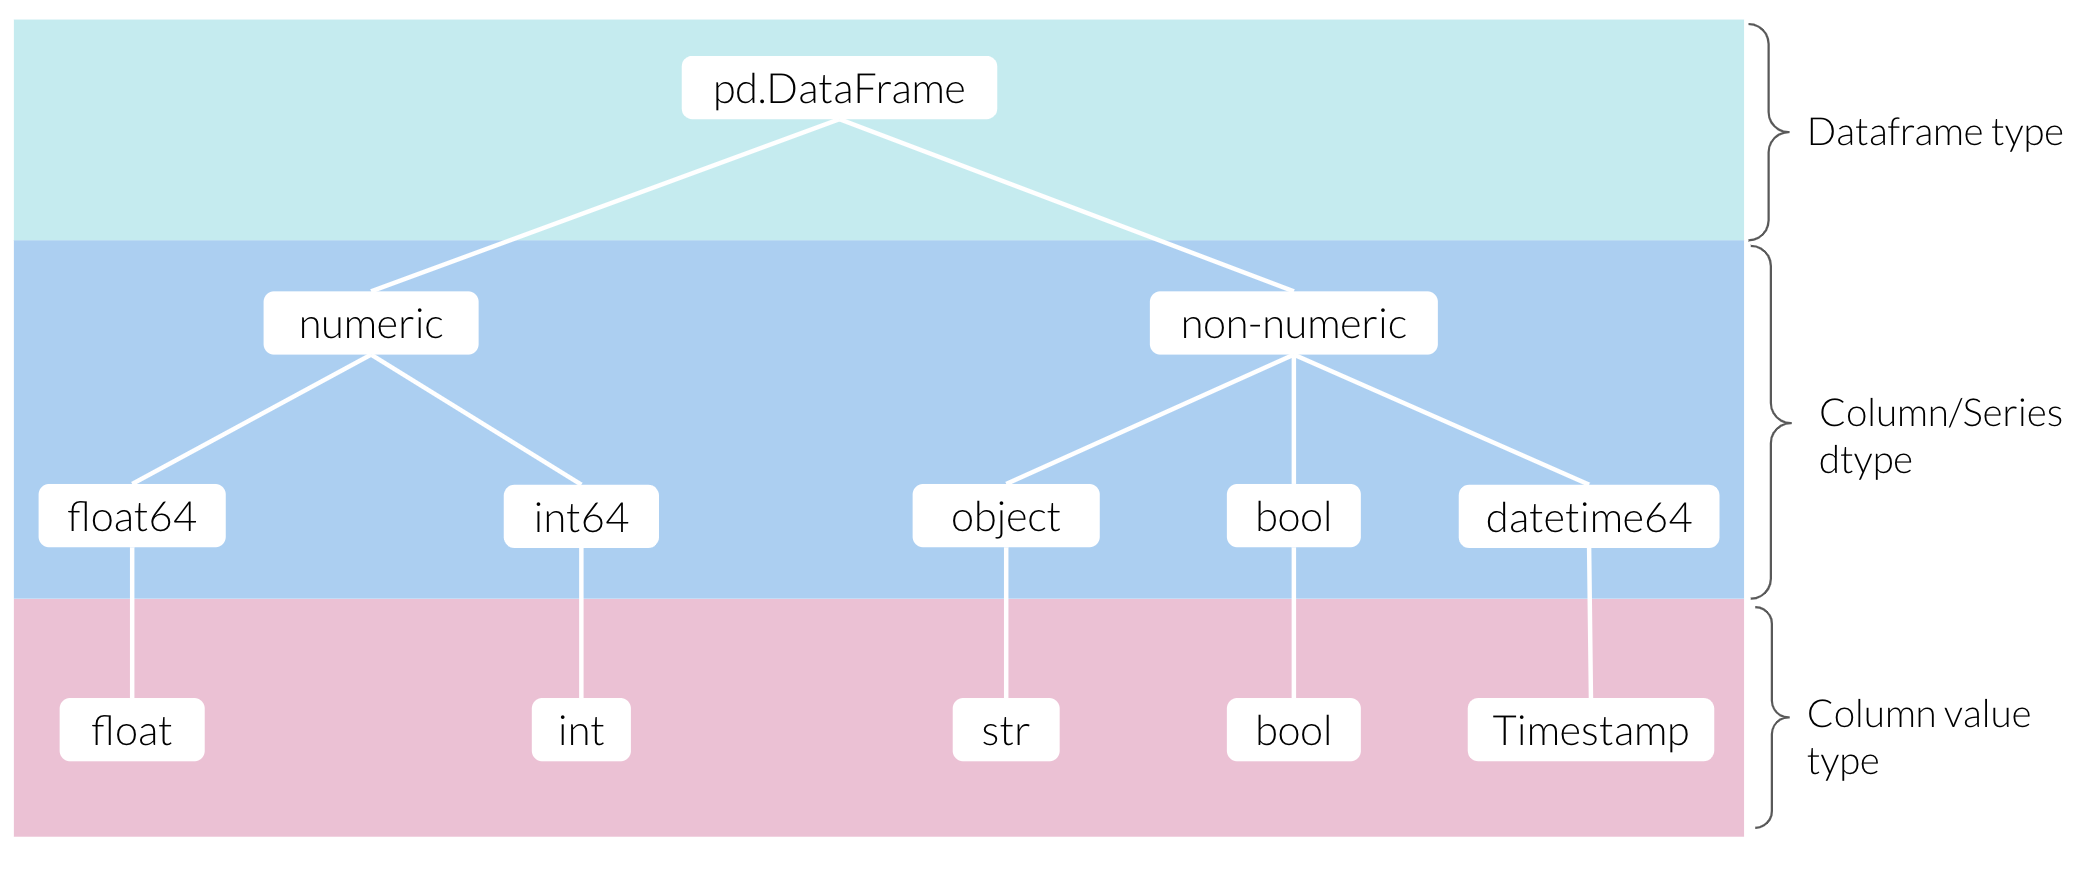 pd.DataFrame
Dataframe type
numeric
non-numeric
Column/Series
dtype
float64
int64
object
bool
datetime64
float
int
str
bool
Timestamp
Column value
type